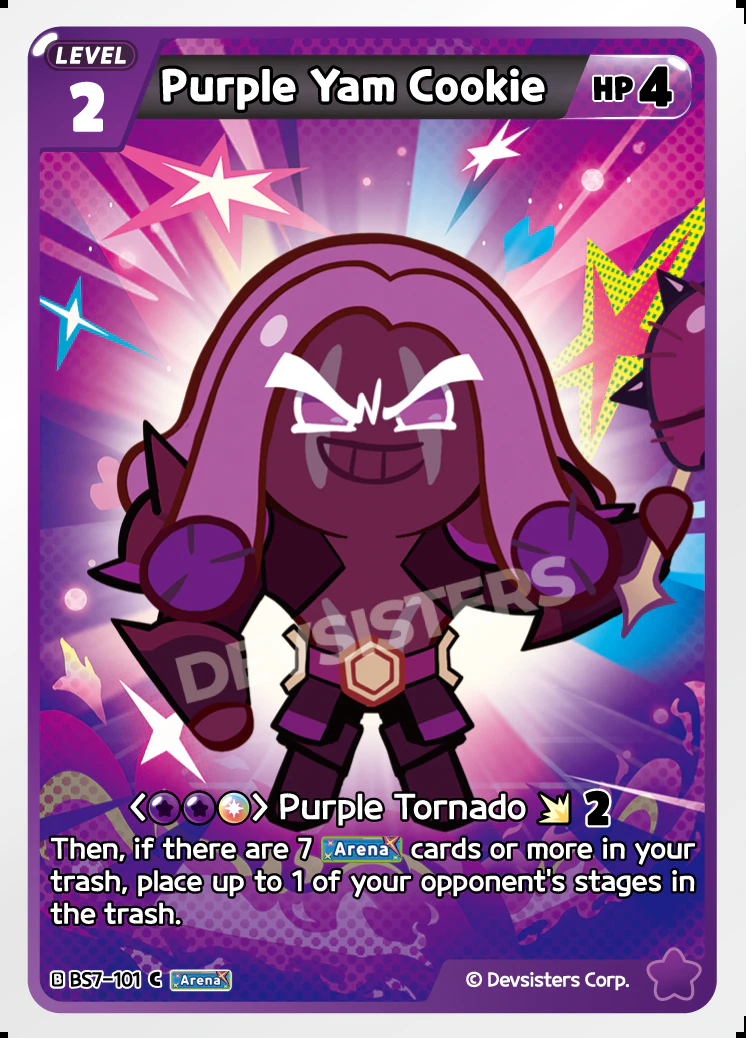 LEVEL
2
Purple Yam Cookie
HP 4
DEVSISTERS
Purple Tornado 2
Then, if there are 7 Arena cards or more in your
trash, place up to 1 of your opponent's stages in
the trash.
B BS7-101 C Arena
© Devsisters Corp.